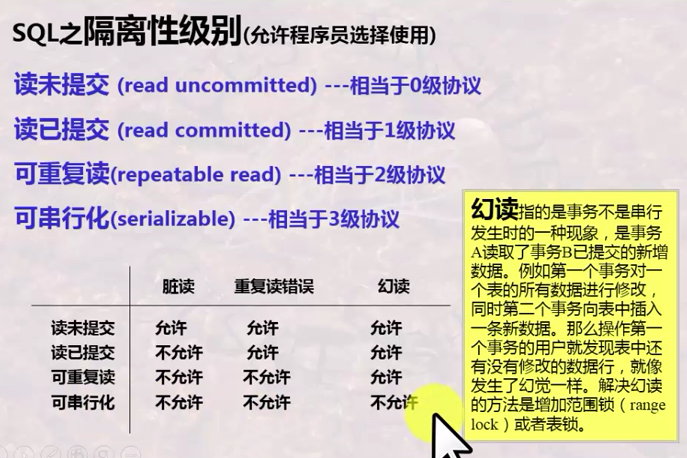 SQL之隔离性级别(允许程序员选择使用)
读未提交 (read uncommitted) ---相当于0级协议
读已提交 (read committed) ---相当于1级协议
可重复读(repeatable read) ---相当于2级协议
可串行化(serializable) ---相当于3级协议
脏读 重复读错误 幻读
读未提交 允许 允许 允许
读已提交 不允许 允许 允许
可重复读 不允许 不允许 允许
可串行化 不允许 不允许 不允许
幻读指的是事务不是串行
发生时的一种现象，是事务
A读取了事务B已提交的新增
数据。例如第一个事务对一
个表的所有数据进行修改，
同时第二个事务向表中插入
一条新数据。那么操作第一
个事务的用户就发现表中还
有没有修改的数据行，就像
发生了幻觉一样。解决幻读
的方法是增加范围锁（range
lock）或者表锁。